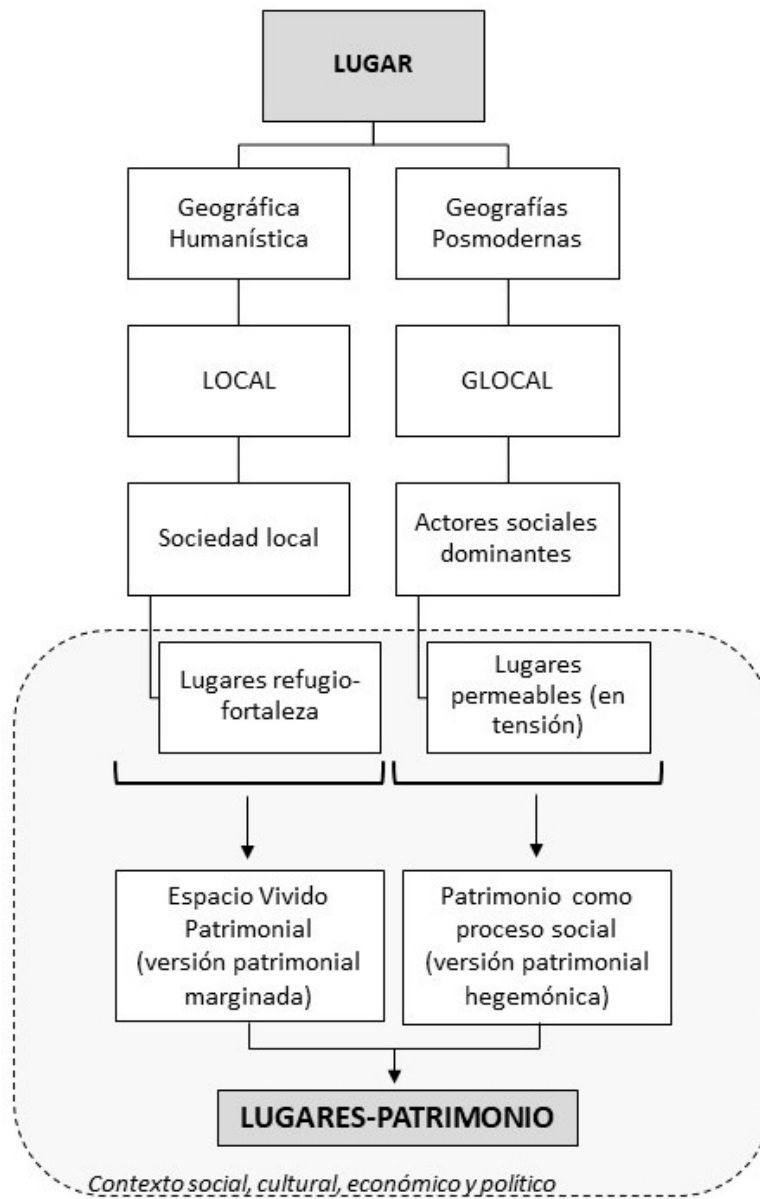 LUGAR
Geográfica
Humanística
Geografías
Posmodernas
LOCAL
GLOCAL
Sociedad local
Actores sociales
dominantes
Lugares refugio-
fortaleza
Lugares
permeables (en
tensión)
Espacio Vivido
Patrimonial
(versión patrimonial
marginada)
Patrimonio como
proceso social
(versión patrimonial
hegemónica)
LUGARES-PATRIMONIO
Contexto social, cultural, económico y político